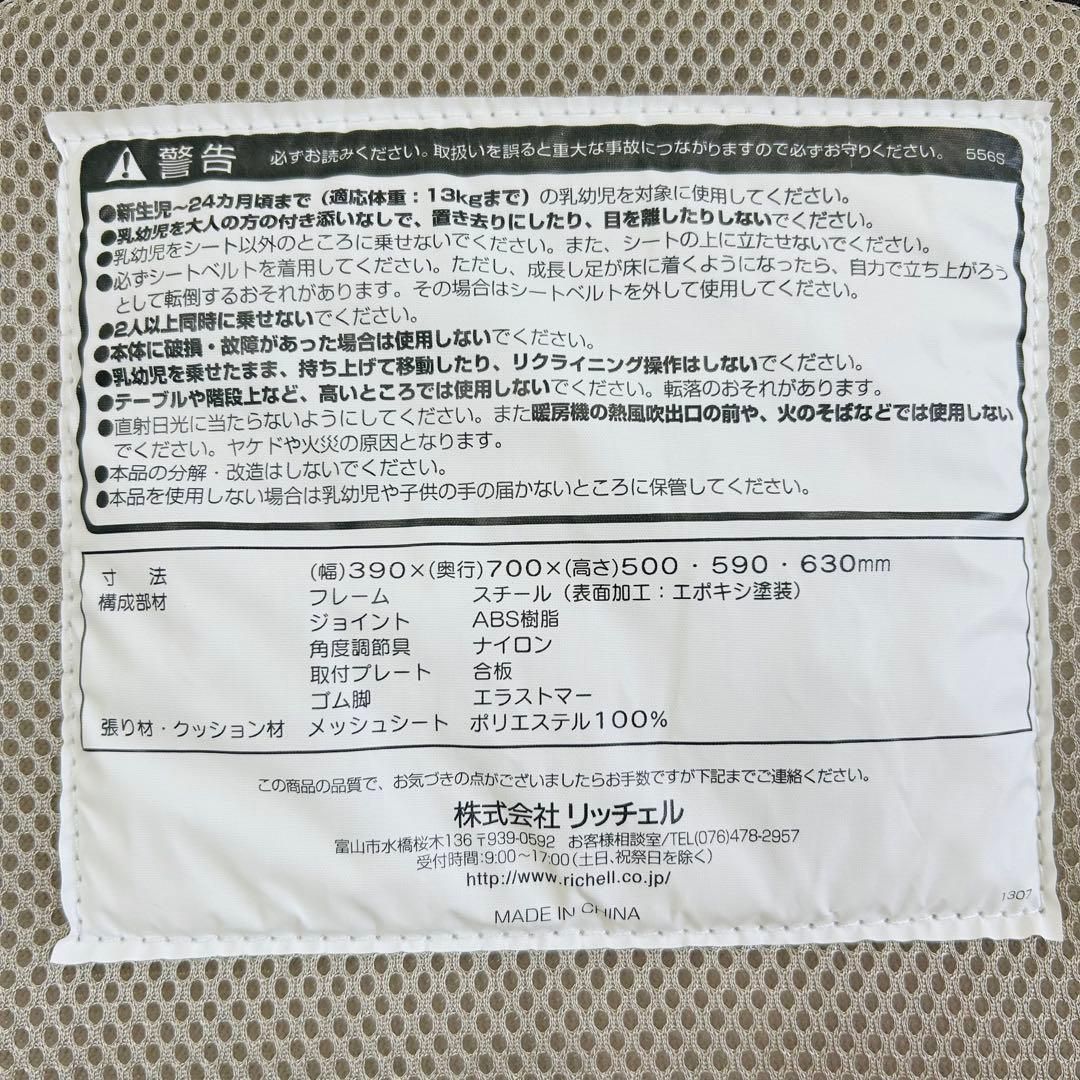 警告 必ずお読みください。取扱いを誤ると重大な事故につながりますので必ずお守りください。 556S
●新生児〜24カ月頃まで（適応体重：13kgまで）の乳幼児を対象に使用してください。
●乳幼児を大人の方の付き添いなしで、置き去りにしたり、目を離したりしないでください。
●乳幼児をシート以外のところに乗せないでください。また、シートの上に立たせないでください。
●必ずシートベルトを着用してください。ただし、成長し足が床に着くようになったら、自力で立ち上がろう
として転倒するおそれがあります。その場合はシートベルトを外して使用してください。
●2人以上同時に乗せないでください。
●本体に破損・故障があった場合は使用しないでください。
●乳幼児を乗せたまま、持ち上げて移動したり、リクライニング操作はしないでください。
●テーブルや階段上など、高いところでは使用しないでください。転落のおそれがあります。
●直射日光に当たらないようにしてください。また暖房機の熱風吹出口の前や、火のそばなどでは使用しない
でください。ヤケドや火災の原因となります。
●本品の分解・改造はしないでください。
●本品を使用しない場合は乳幼児や子供の手の届かないところに保管してください。
寸 法 (幅)390×(奥行)700×(高さ)500・590・630mm
構成部材 フレーム スチール（表面加工：エポキシ塗装）
ジョイント ABS樹脂
角度調節具 ナイロン
取付プレート 合板
ゴム脚 エラストマー
張り材・クッション材 メッシュシート ポリエステル100%
この商品の品質で、お気づきの点がございましたらお手数ですが下記までご連絡ください。
株式会社 リッチェル
富山市水橋桜木136 〒939-0592 お客様相談室/TEL(076)478-2957
受付時間：9:00〜17:00(土日、祝祭日を除く)
http://www.richell.co.jp/
MADE IN CHINA
1307